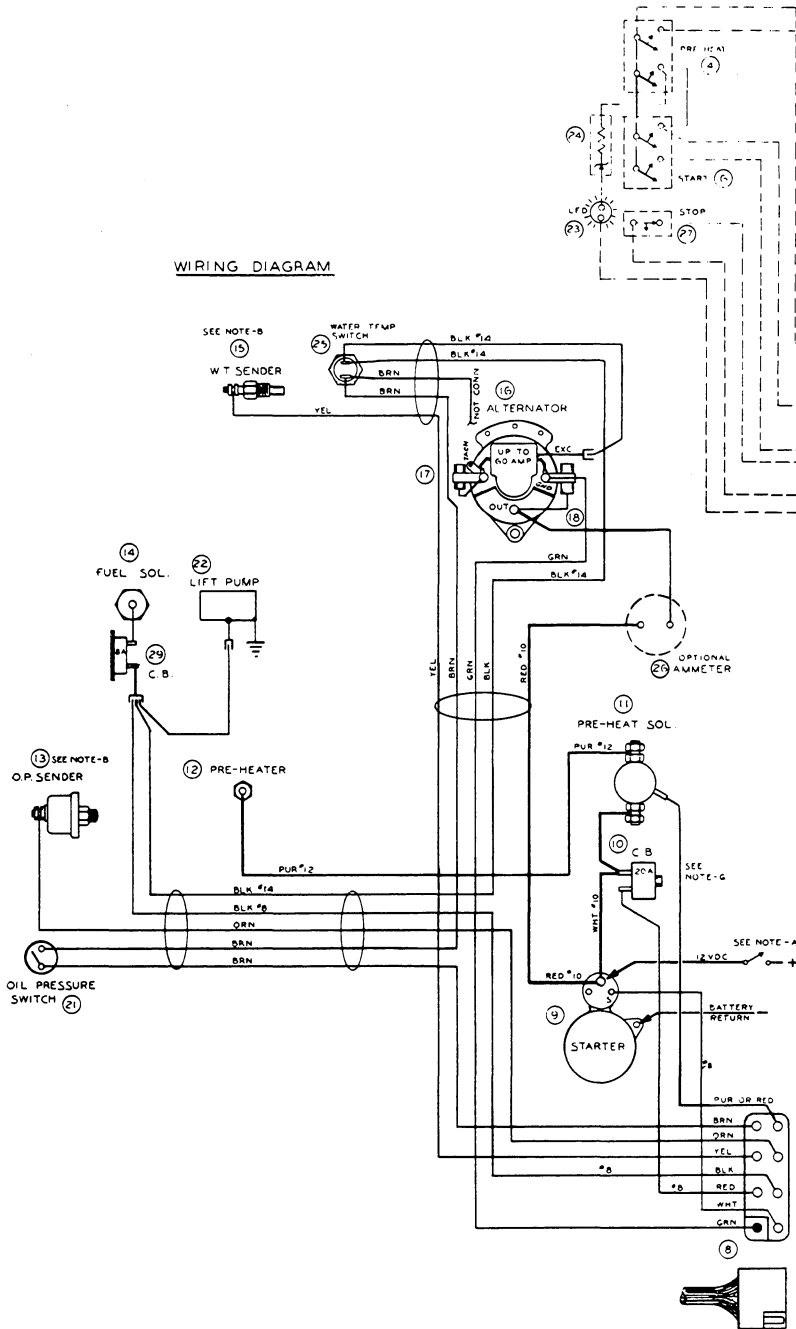 PRE HEAT
4
24
START 6
LED
23
STOP
27
WIRING DIAGRAM
SEE NOTE-B
15
W.T SENDER
WATER TEMP
SWITCH
25
BLK #14
BLK #14
BRN
BRN
NOT CONN
YEL
16
ALTERNATOR
TACH
UP TO
60 AMP
EXC
17
GND
OUT
18
GRN
BLK #14
14
FUEL SOL.
22
LIFT PUMP
8A
29
C.B.
YEL
BRN
GRN
BLK
RED #10
OPTIONAL
26 AMMETER
11
PRE-HEAT SOL.
PUR #12
13 SEE NOTE-B
O.P. SENDER
12 PRE-HEATER
10
C B
20A
PUR #12
SEE
NOTE-G
BLK #14
BLK #8
ORN
WHT #10
BRN
BRN
SEE NOTE-A
12 VDC
- +
OIL PRESSURE
SWITCH 21
RED #10
S
9
BATTERY
RETURN
STARTER
#8
PUR OR RED
BRN
ORN
YEL
#8 BLK
#8 RED
WHT
GRN
8